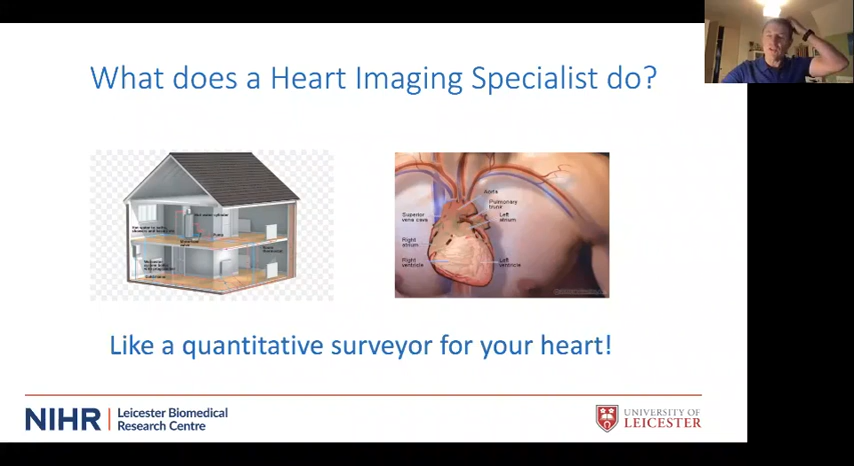 What does a Heart Imaging Specialist do?
Aorta
Pulmonary
trunk
Superior
vena cava
Left
atrium
Right
atrium
Right
ventricle
Left
ventricle
Like a quantitative surveyor for your heart!
NIHR | Leicester Biomedical
Research Centre
UNIVERSITY OF
LEICESTER